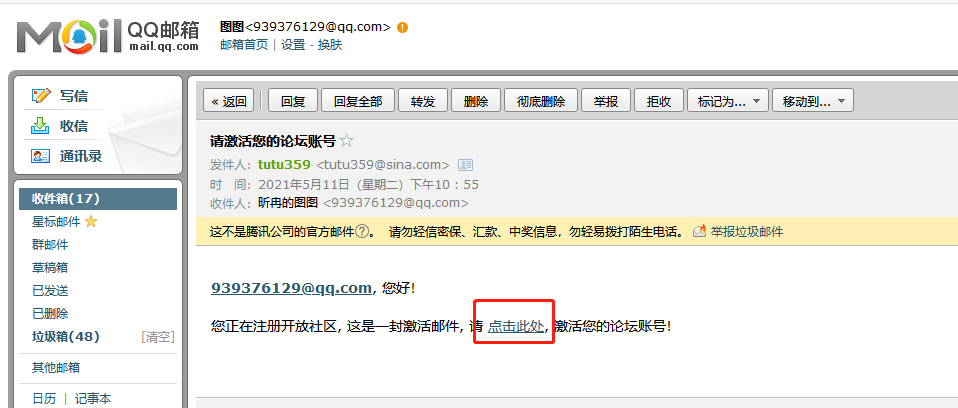 Mail QQ邮箱
mail.qq.com
图图<939376129@qq.com>
邮箱首页 | 设置 - 换肤
写信
收信
通讯录
收件箱(17)
星标邮件
群邮件
草稿箱
已发送
已删除
垃圾箱(48) [清空]
其他邮箱
日历 | 记事本
« 返回 回复 回复全部 转发 删除 彻底删除 举报 拒收 标记为... 移动到...
请激活您的论坛账号
发件人: tutu359 <tutu359@sina.com>
时 间: 2021年5月11日 (星期二) 下午10:55
收件人: 昕冉的图图 <939376129@qq.com>
这不是腾讯公司的官方邮件?。 请勿轻信密保、汇款、中奖信息，勿轻易拨打陌生电话。 举报垃圾邮件
939376129@qq.com, 您好!
您正在注册开放社区, 这是一封激活邮件, 请 点击此处, 激活您的论坛账号!